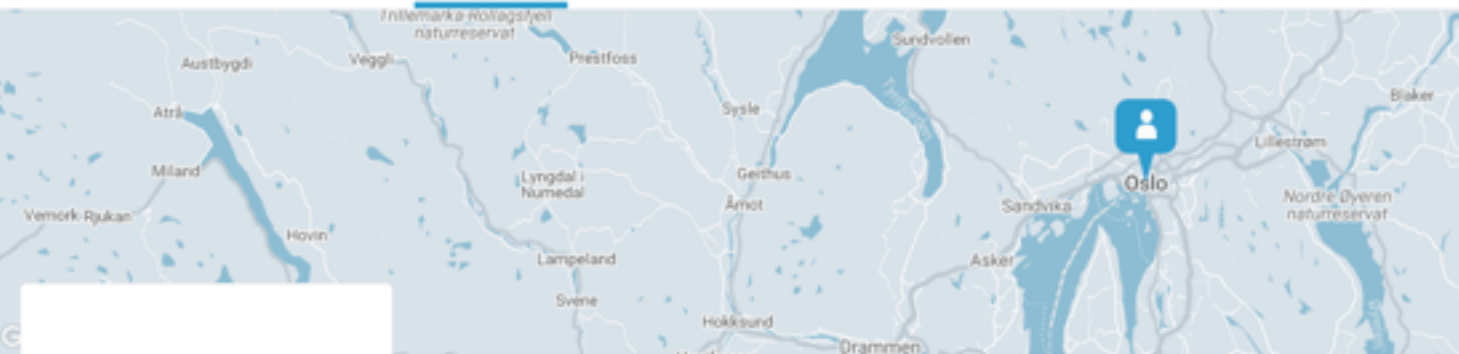 Trillemarka Rollagsfjell
naturreservat
Sundvollen
Austbygdi
Veggli
Prestfoss
Blaker
Atrå
Sysle
Tyrifjorden
Lillestrøm
Miland
Lyngdal i
Numedal
Geithus
Oslo
Nordre Øyeren
naturreservat
Vemork
Rjukan
Åmot
Sandvika
Hovin
Lampeland
Asker
Svene
Hokksund
Drammen